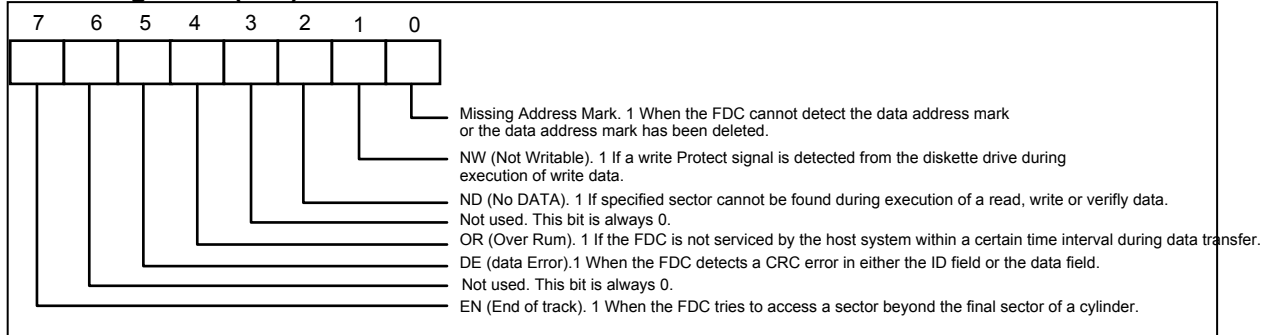 7 6 5 4 3 2 1 0
Missing Address Mark. 1 When the FDC cannot detect the data address mark
or the data address mark has been deleted.
NW (Not Writable). 1 If a write Protect signal is detected from the diskette drive during
execution of write data.
ND (No DATA). 1 If specified sector cannot be found during execution of a read, write or verifly data.
Not used. This bit is always 0.
OR (Over Rum). 1 If the FDC is not serviced by the host system within a certain time interval during data transfer.
DE (data Error).1 When the FDC detects a CRC error in either the ID field or the data field.
Not used. This bit is always 0.
EN (End of track). 1 When the FDC tries to access a sector beyond the final sector of a cylinder.